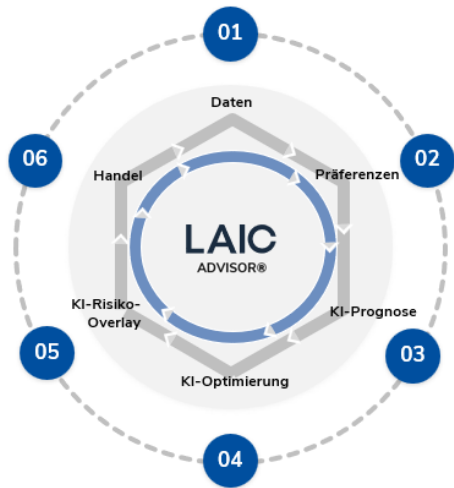 01
Daten
02
Präferenzen
03
KI-Prognose
04
KI-Optimierung
05
KI-Risiko-
Overlay
06
Handel
LAIC
ADVISOR®